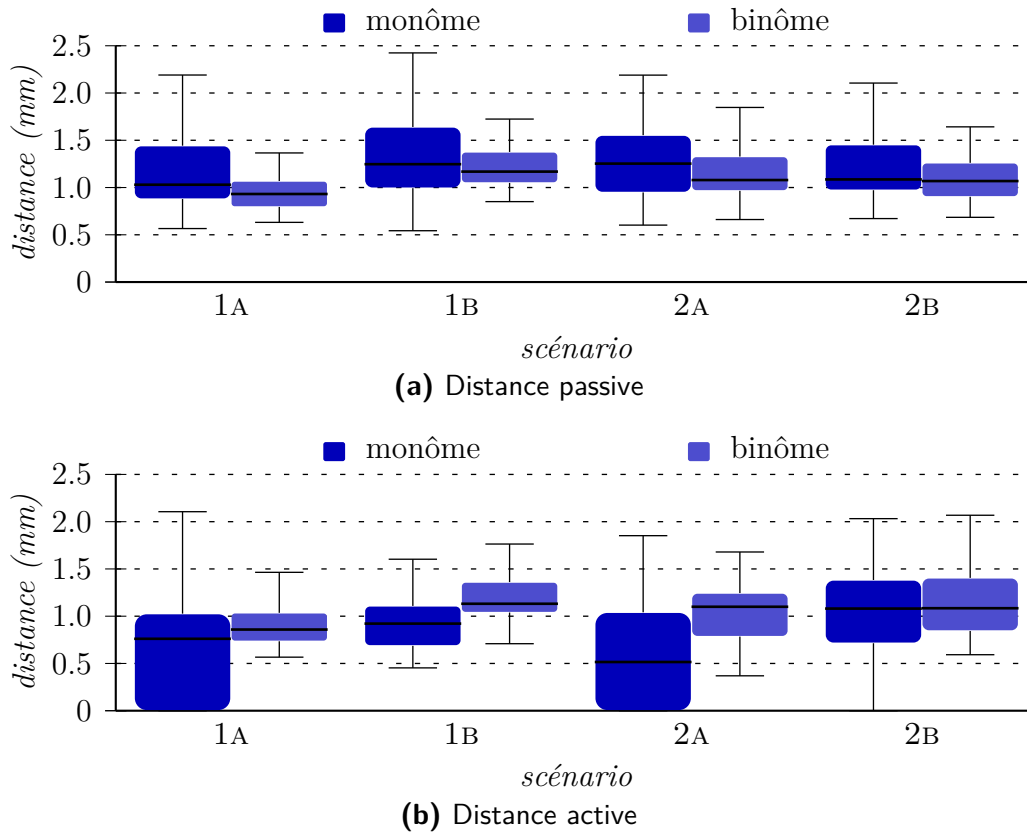 monôme binôme
2.5
2.0
1.5
1.0
0.5
0
distance (mm)
1A 1B 2A 2B
scénario
(a) Distance passive
monôme binôme
2.5
2.0
1.5
1.0
0.5
0
distance (mm)
1A 1B 2A 2B
scénario
(b) Distance active